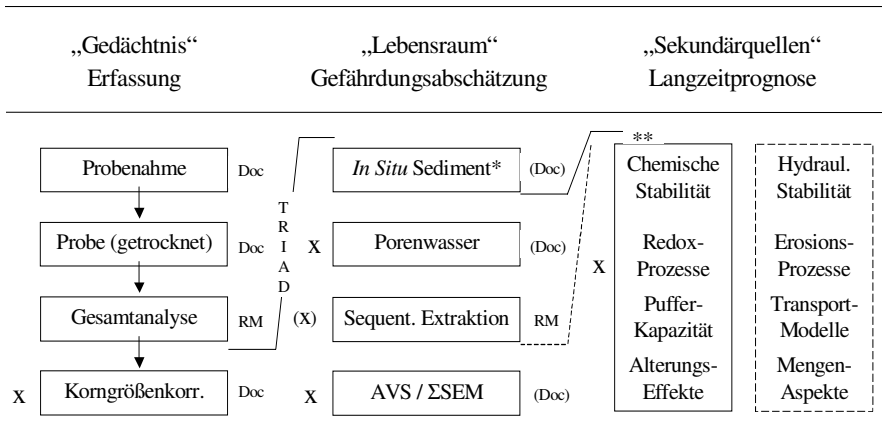 „Gedächtnis“
Erfassung
„Lebensraum“
Gefährdungsabschätzung
„Sekundärquellen“
Langzeitprognose
Probenahme
Doc
Probe (getrocknet)
Doc
Gesamtanalyse
RM
x
Korngrößenkorr.
Doc
TRIAD
In Situ Sediment*
(Doc)
x
Porenwasser
(Doc)
(x)
Sequent. Extraktion
RM
x
AVS / ΣSEM
(Doc)
**
x
Chemische
Stabilität
Redox-
Prozesse
Puffer-
Kapazität
Alterungs-
Effekte
Hydraul.
Stabilität
Erosions-
Prozesse
Transport-
Modelle
Mengen-
Aspekte